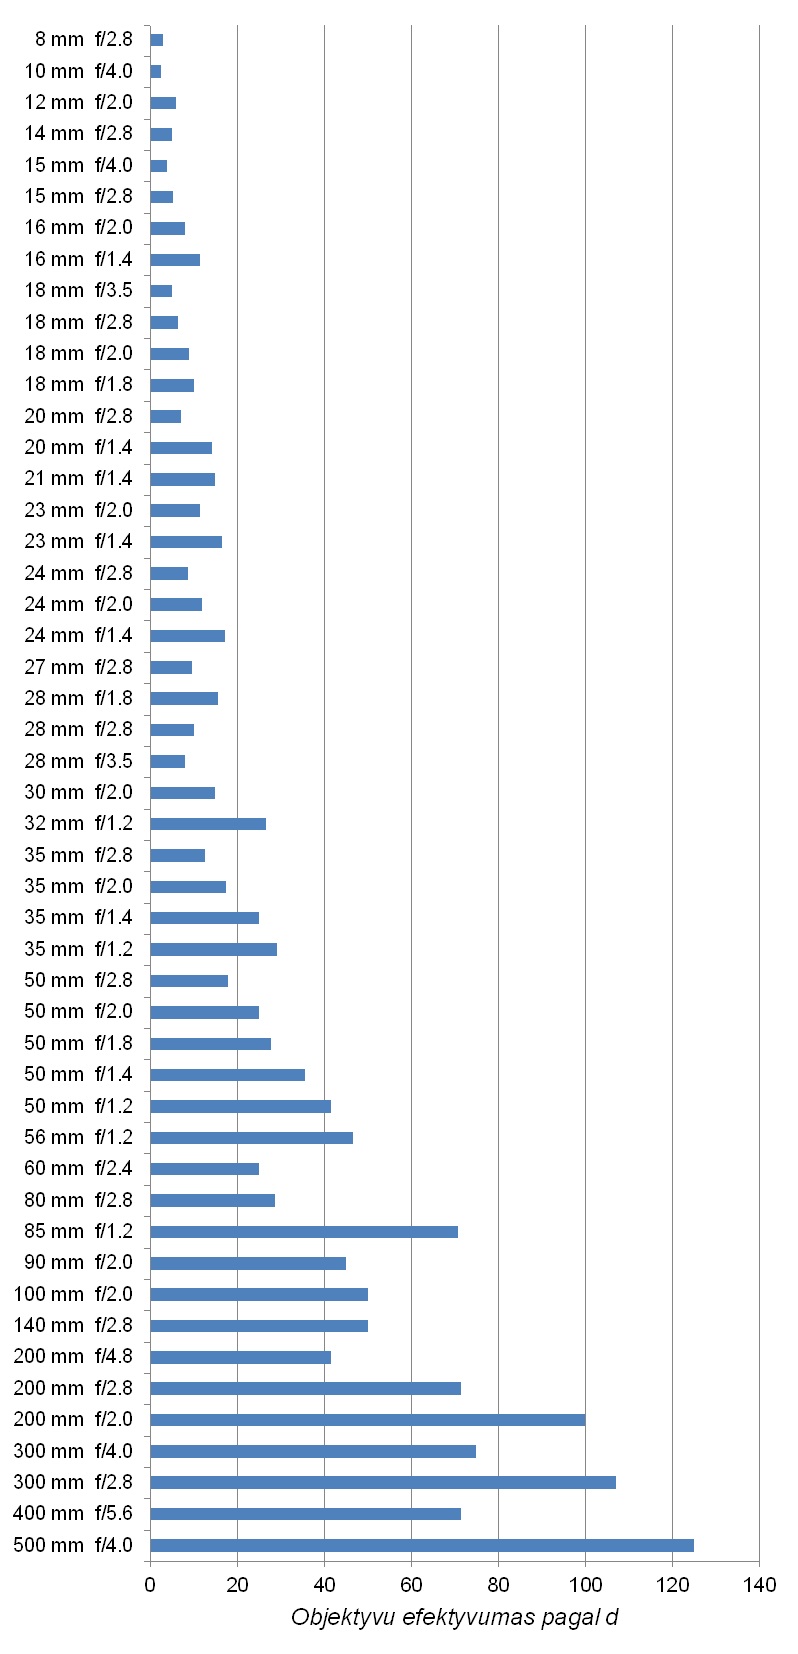 8 mm f/2.8
10 mm f/4.0
12 mm f/2.0
14 mm f/2.8
15 mm f/4.0
15 mm f/2.8
16 mm f/2.0
16 mm f/1.4
18 mm f/3.5
18 mm f/2.8
18 mm f/2.0
18 mm f/1.8
20 mm f/2.8
20 mm f/1.4
21 mm f/1.4
23 mm f/2.0
23 mm f/1.4
24 mm f/2.8
24 mm f/2.0
24 mm f/1.4
27 mm f/2.8
28 mm f/1.8
28 mm f/2.8
28 mm f/3.5
30 mm f/2.0
32 mm f/1.2
35 mm f/2.8
35 mm f/2.0
35 mm f/1.4
35 mm f/1.2
50 mm f/2.8
50 mm f/2.0
50 mm f/1.8
50 mm f/1.4
50 mm f/1.2
56 mm f/1.2
60 mm f/2.4
80 mm f/2.8
85 mm f/1.2
90 mm f/2.0
100 mm f/2.0
140 mm f/2.8
200 mm f/4.8
200 mm f/2.8
200 mm f/2.0
300 mm f/4.0
300 mm f/2.8
400 mm f/5.6
500 mm f/4.0
0 20 40 60 80 100 120 140
Objektyvu efektyvumas pagal d